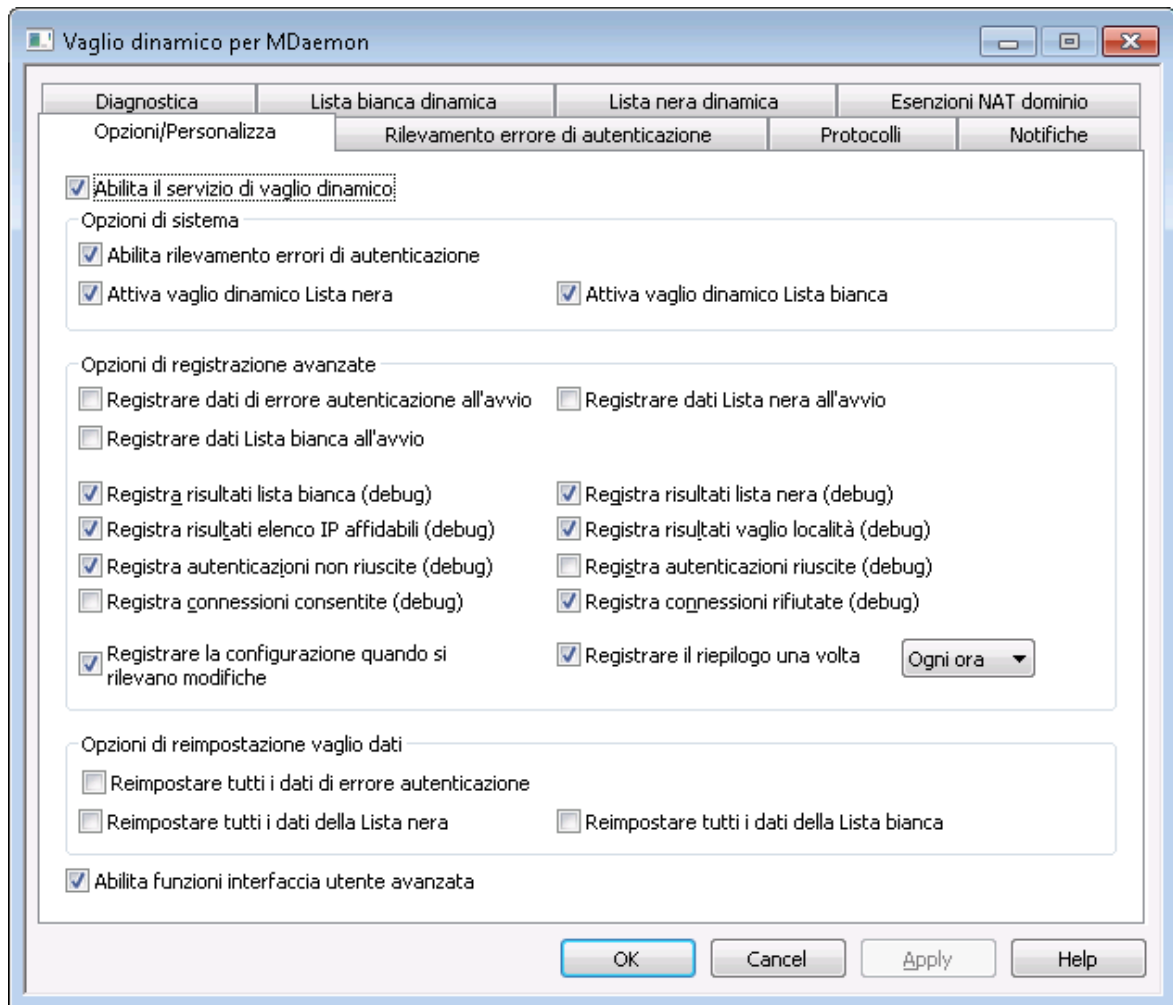 Vaglio dinamico per MDaemon
Diagnostica Lista bianca dinamica Lista nera dinamica Esenzioni NAT dominio
Opzioni/Personalizza Rilevamento errore di autenticazione Protocolli Notifiche
Abilita il servizio di vaglio dinamico
Opzioni di sistema
Abilita rilevamento errori di autenticazione
Attiva vaglio dinamico Lista nera Attiva vaglio dinamico Lista bianca
Opzioni di registrazione avanzate
Registrare dati di errore autenticazione all'avvio Registrare dati Lista nera all'avvio
Registrare dati Lista bianca all'avvio
Registra risultati lista bianca (debug) Registra risultati lista nera (debug)
Registra risultati elenco IP affidabili (debug) Registra risultati vaglio località (debug)
Registra autenticazioni non riuscite (debug) Registra autenticazioni riuscite (debug)
Registra connessioni consentite (debug) Registra connessioni rifiutate (debug)
Registrare la configurazione quando si Registrare il riepilogo una volta Ogni ora
rilevano modifiche
Opzioni di reimpostazione vaglio dati
Reimpostare tutti i dati di errore autenticazione
Reimpostare tutti i dati della Lista nera Reimpostare tutti i dati della Lista bianca
Abilita funzioni interfaccia utente avanzata
OK Cancel Apply Help